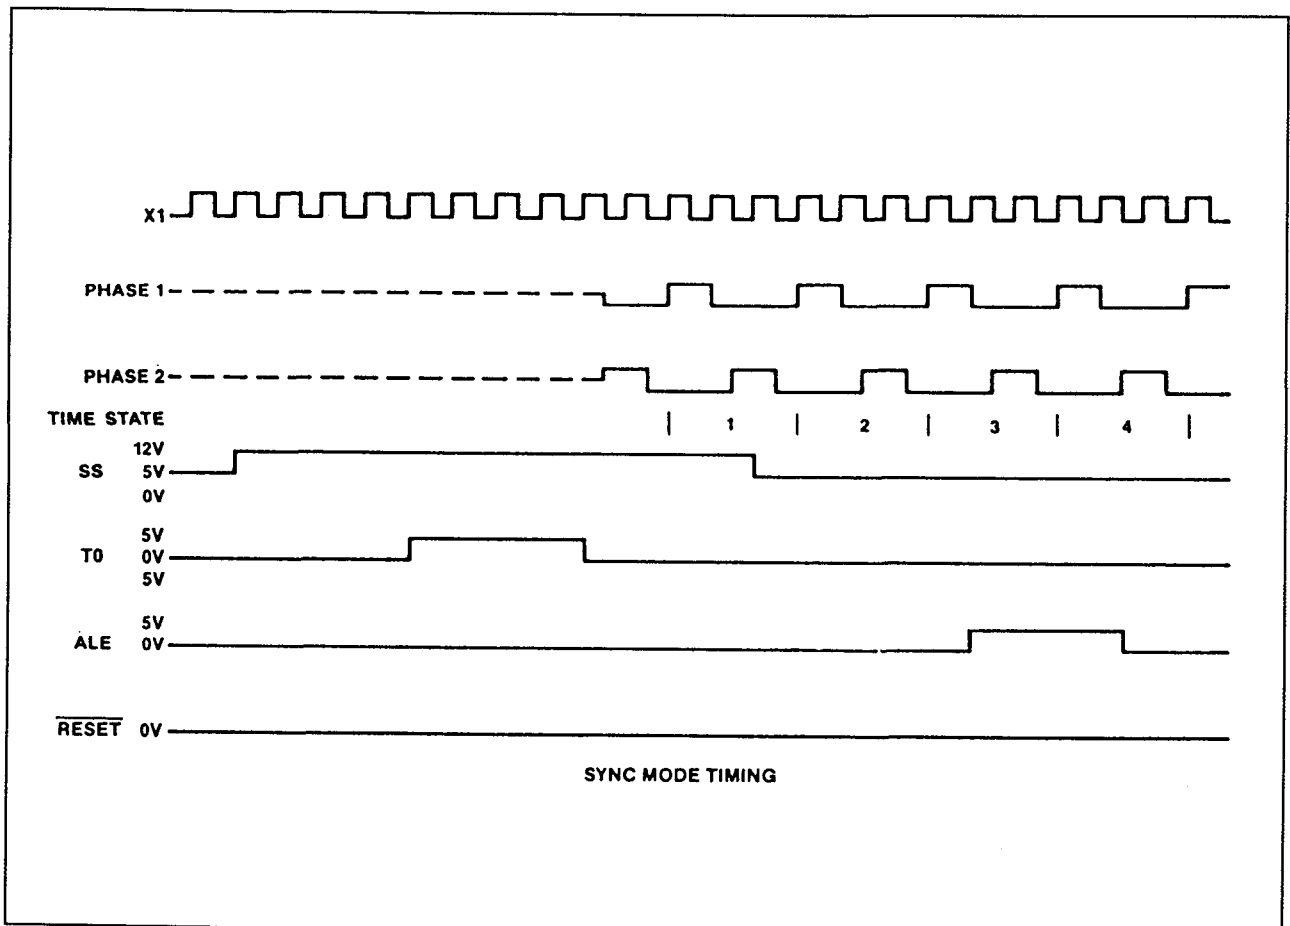 X1
PHASE 1
PHASE 2
TIME STATE
1 2 3 4
12V
SS 5V
0V
5V
T0 0V
5V
5V
ALE 0V
RESET 0V
SYNC MODE TIMING